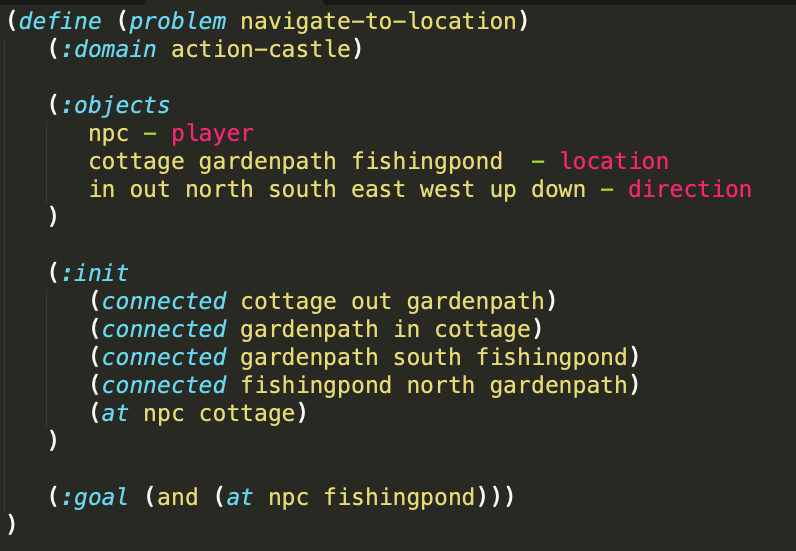 (define (problem navigate-to-location)
(:domain action-castle)
(:objects
npc - player
cottage gardenpath fishingpond - location
in out north south east west up down - direction
)
(:init
(connected cottage out gardenpath)
(connected gardenpath in cottage)
(connected gardenpath south fishingpond)
(connected fishingpond north gardenpath)
(at npc cottage)
)
(:goal (and (at npc fishingpond)))
)